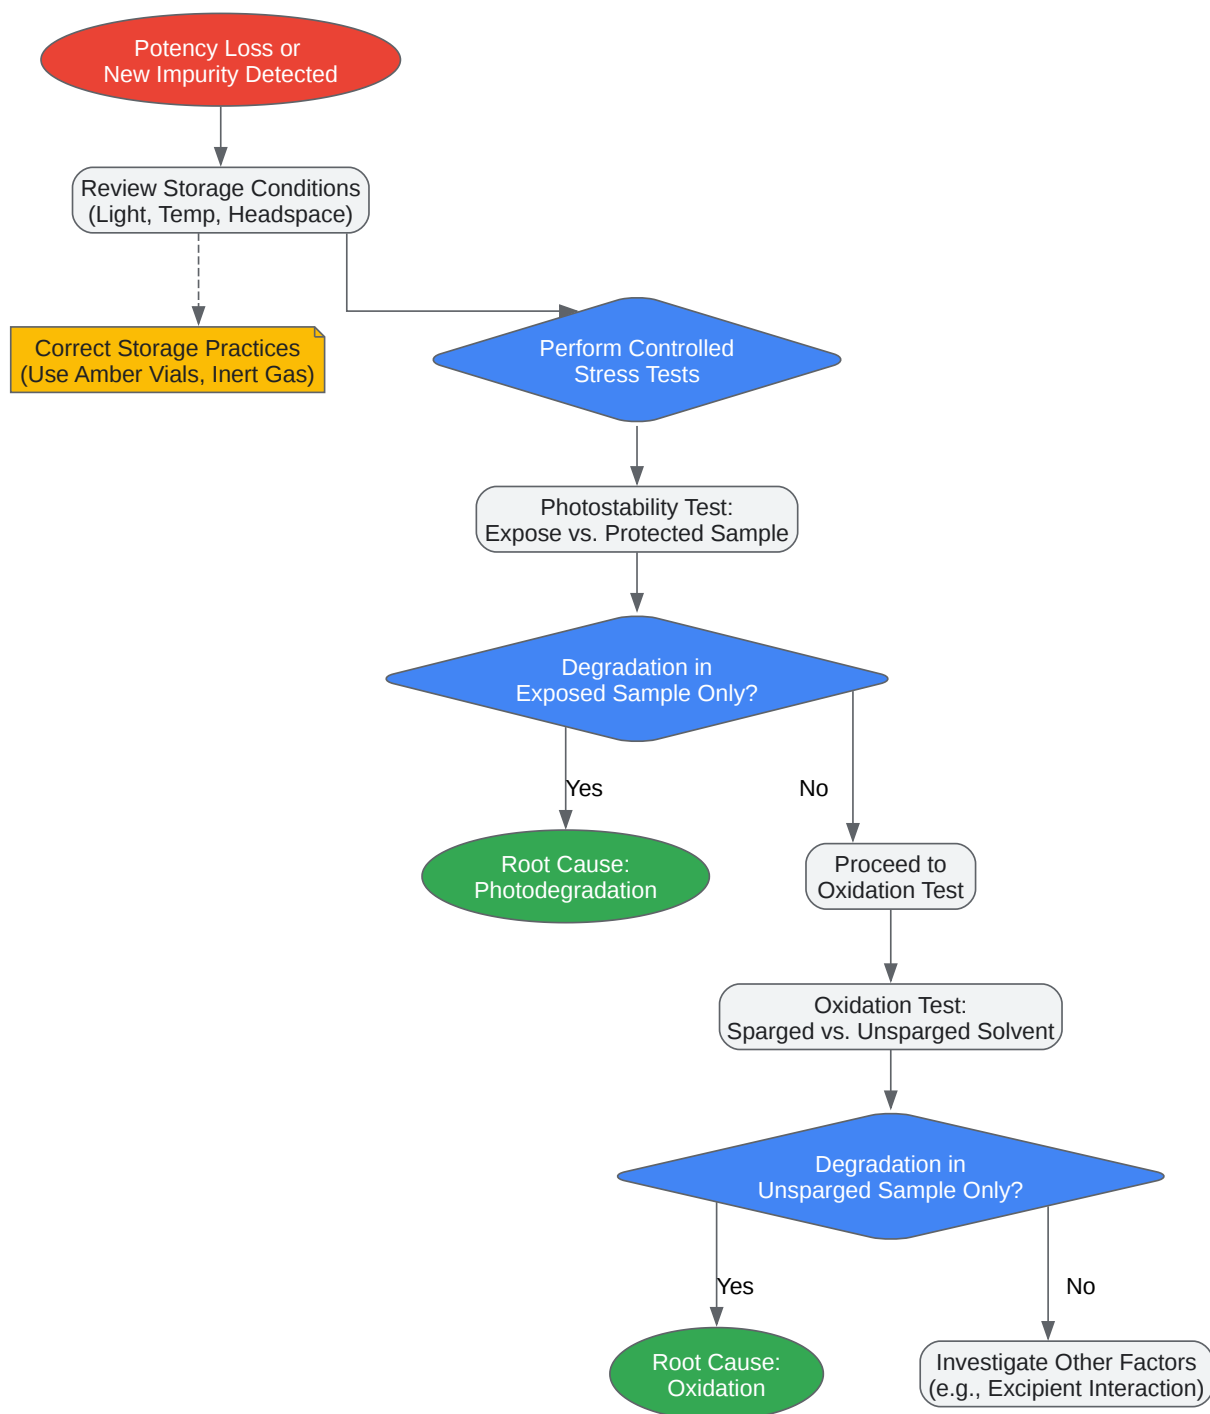 Potency Loss or
New Impurity Detected
Review Storage Conditions
(Light, Temp, Headspace)
Correct Storage Practices
(Use Amber Vials, Inert Gas)
Perform Controlled
Stress Tests
Photostability Test:
Expose vs. Protected Sample
Degradation in
Exposed Sample Only?
Yes
No
Root Cause:
Photodegradation
Proceed to
Oxidation Test
Oxidation Test:
Sparged vs. Unsparged Solvent
Degradation in
Unsparged Sample Only?
Yes
No
Root Cause:
Oxidation
Investigate Other Factors
(e.g., Excipient Interaction)